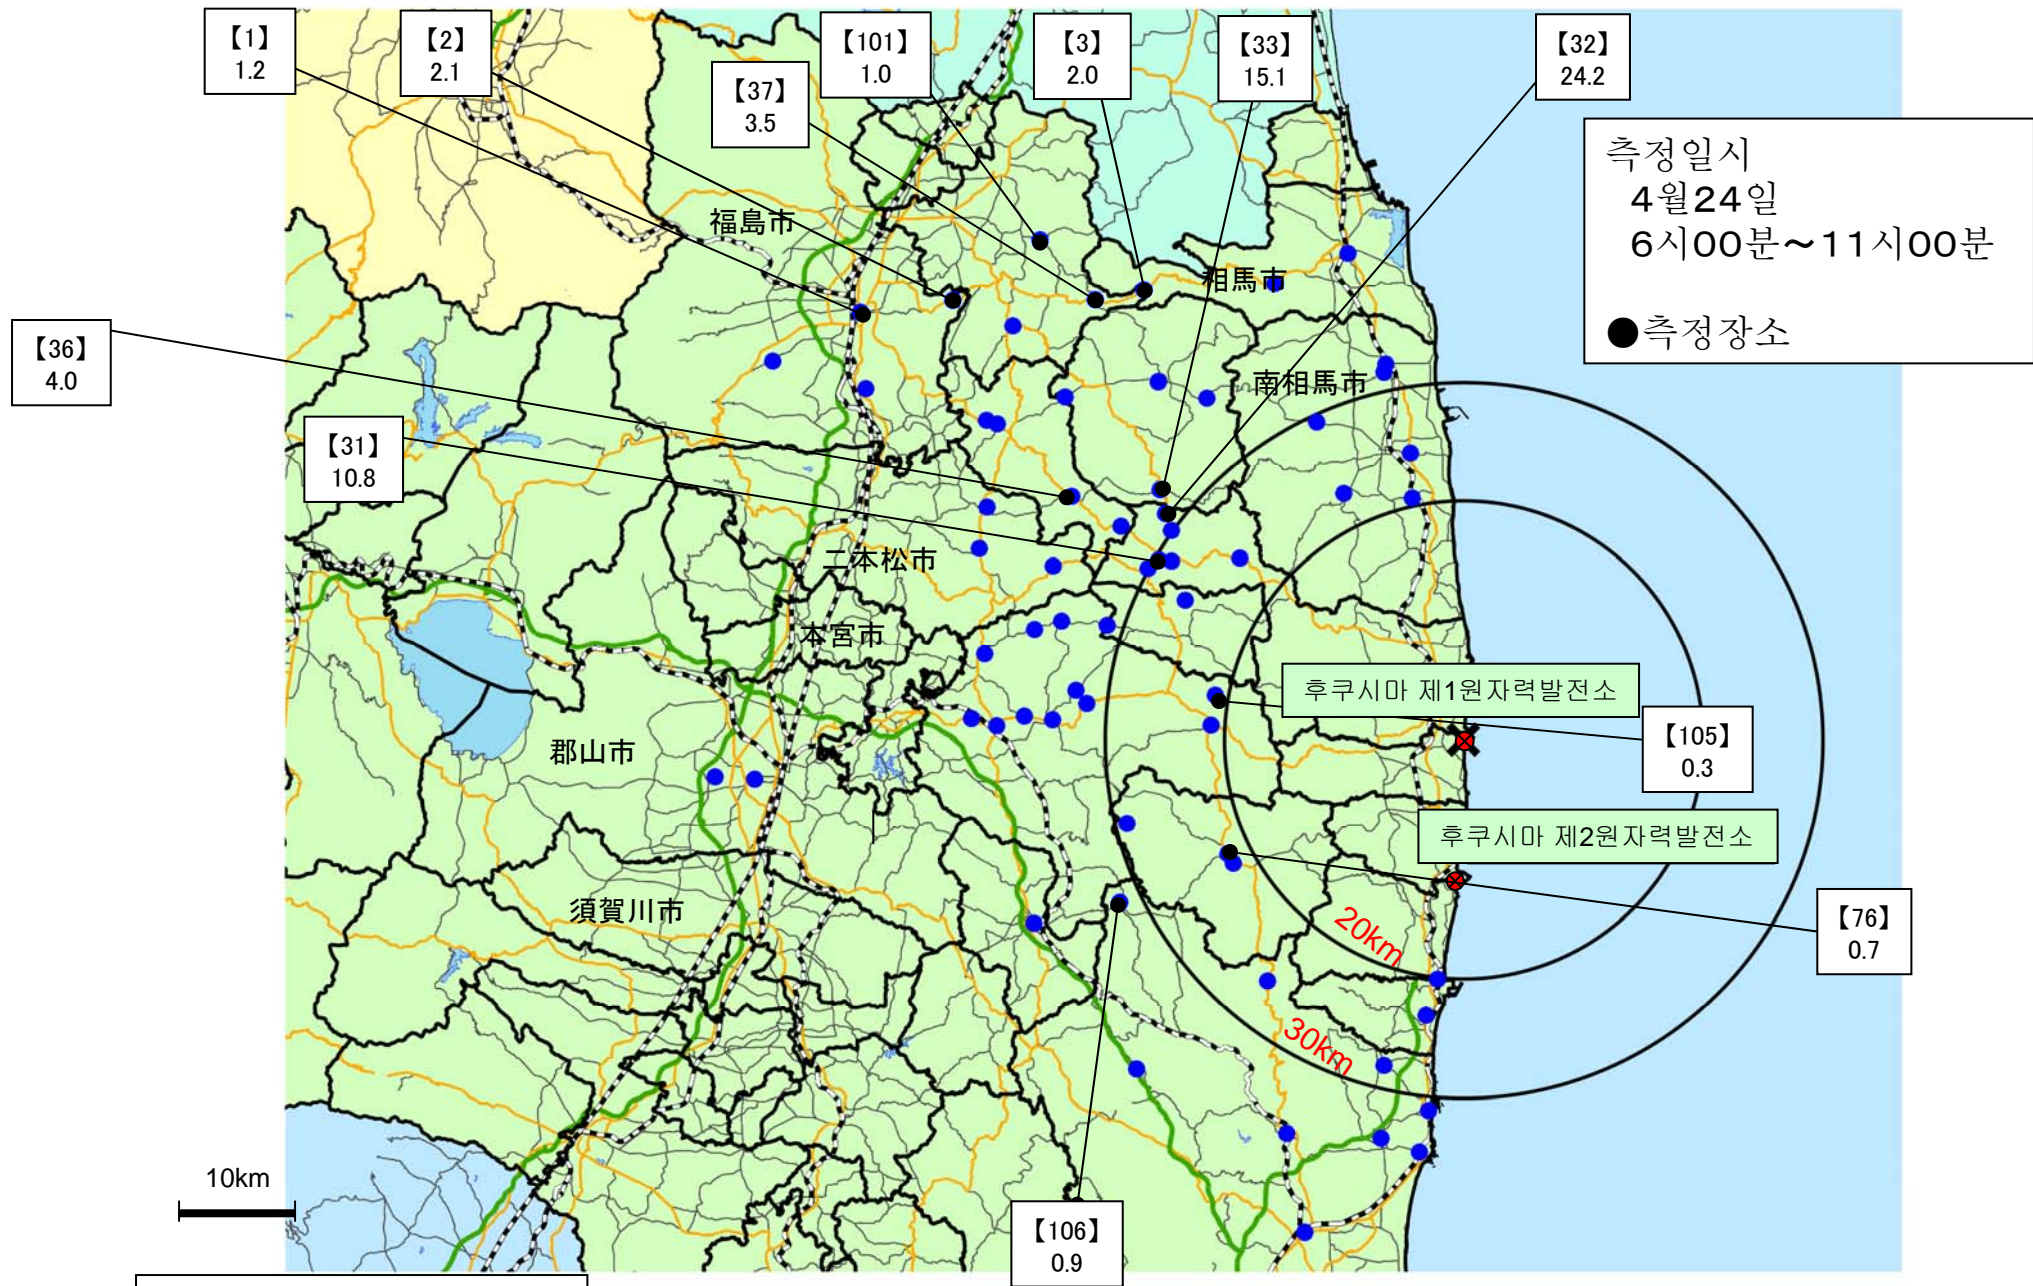 【1】
1.2
【2】
2.1
【37】
3.5
【101】
1.0
【3】
2.0
【33】
15.1
【32】
24.2
측정일시
4월24일
6시00분～11시00분
●측정장소
福島市
相馬市
【36】
4.0
南相馬市
【31】
10.8
二本松市
本宮市
후쿠시마 제1원자력발전소
【105】
0.3
郡山市
후쿠시마 제2원자력발전소
須賀川市
20km
【76】
0.7
30km
10km
【106】
0.9